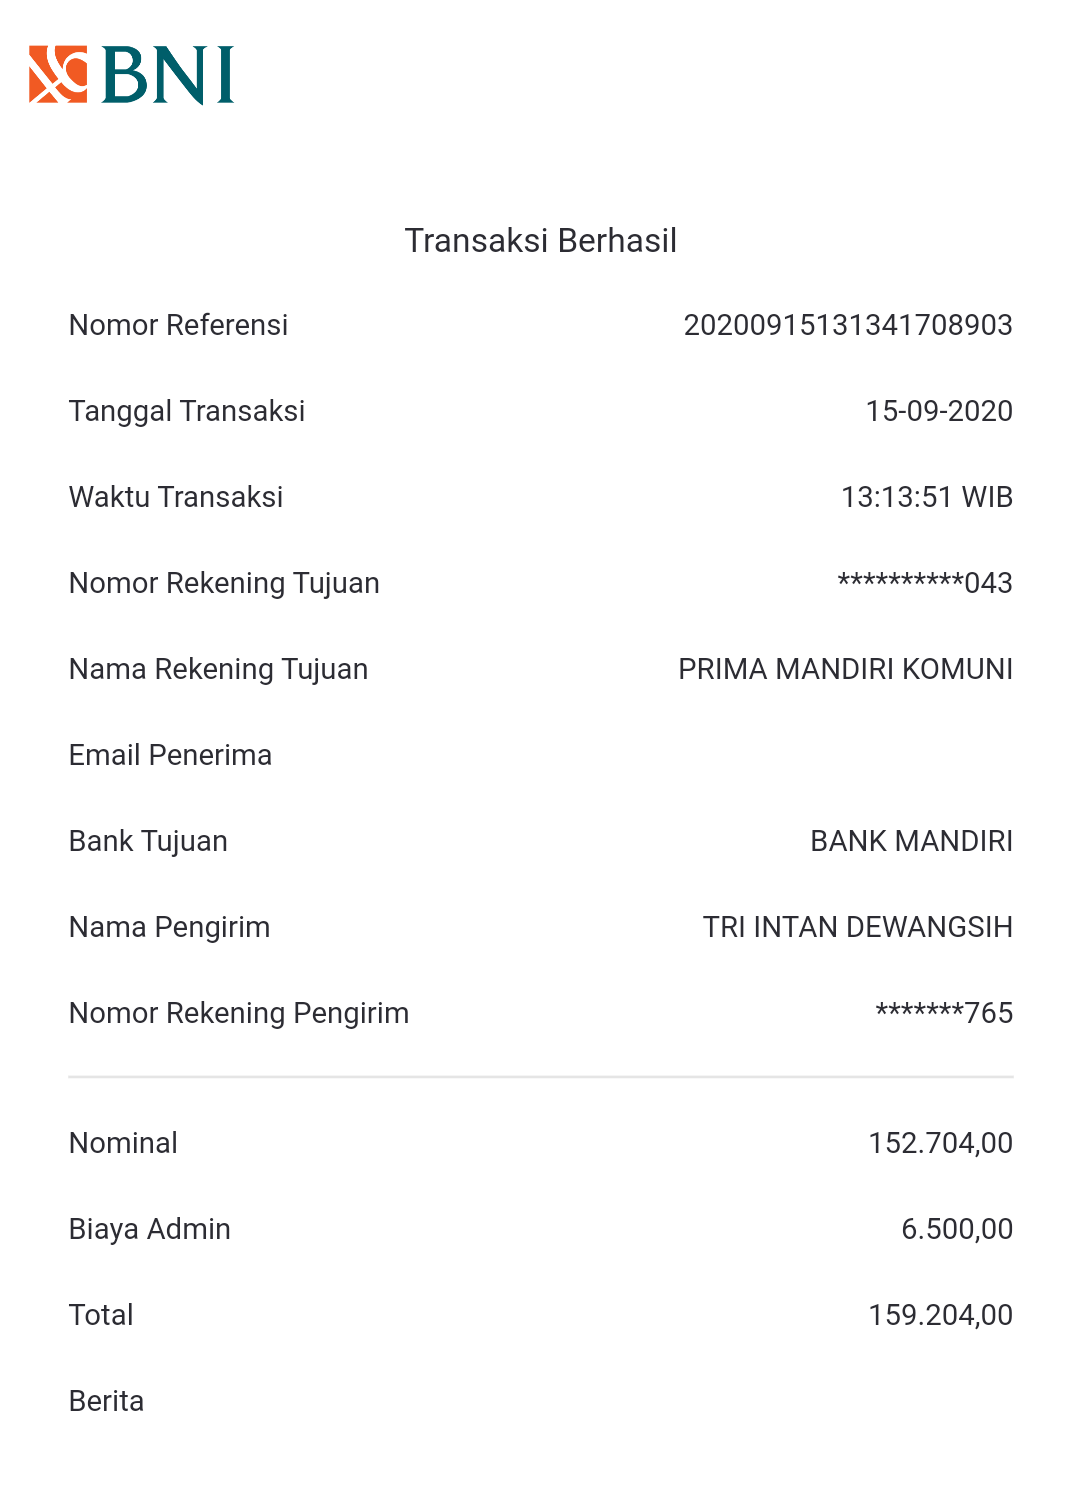 BNI
Transaksi Berhasil
Nomor Referensi 20200915131341708903
Tanggal Transaksi 15-09-2020
Waktu Transaksi 13:13:51 WIB
Nomor Rekening Tujuan **********043
Nama Rekening Tujuan PRIMA MANDIRI KOMUNI
Email Penerima
Bank Tujuan BANK MANDIRI
Nama Pengirim TRI INTAN DEWANGSIH
Nomor Rekening Pengirim *******765
Nominal 152.704,00
Biaya Admin 6.500,00
Total 159.204,00
Berita